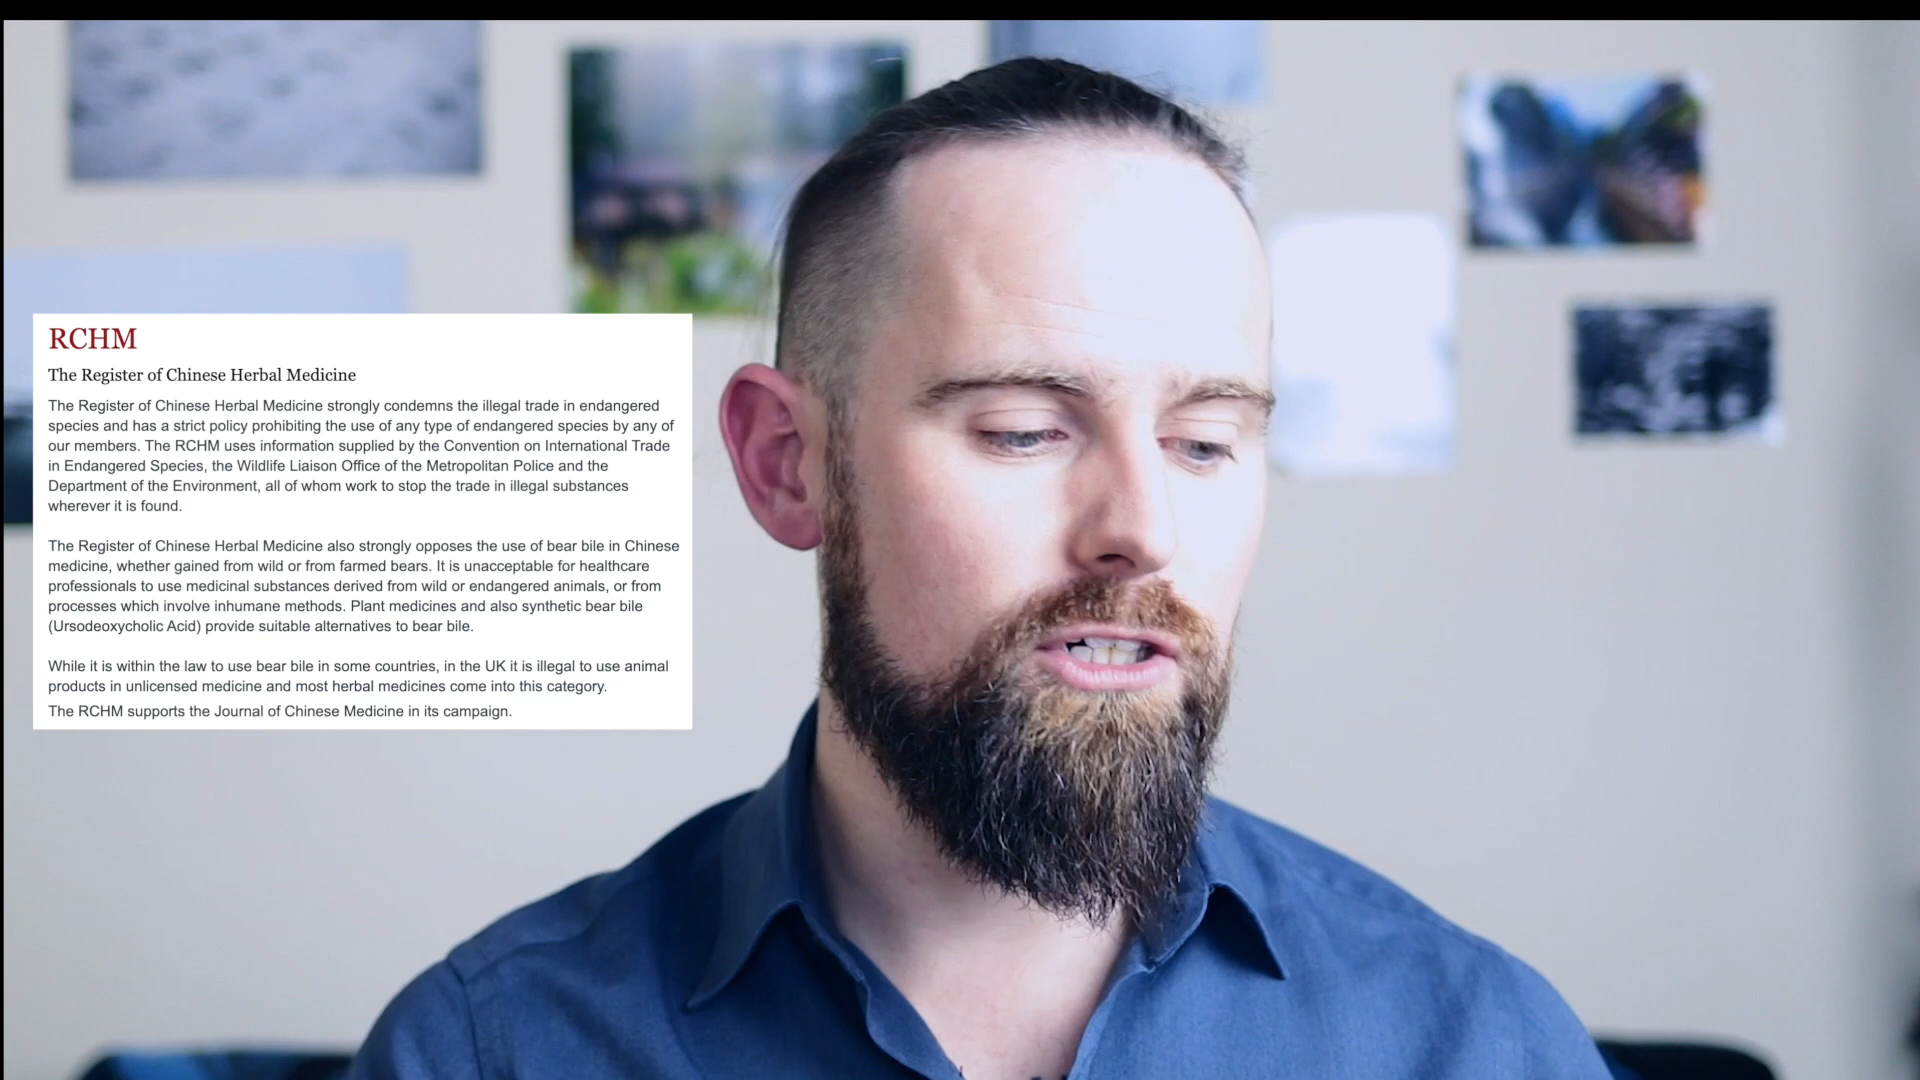 RCHM
The Register of Chinese Herbal Medicine
The Register of Chinese Herbal Medicine strongly condemns the illegal trade in endangered
species and has a strict policy prohibiting the use of any type of endangered species by any of
our members. The RCHM uses information supplied by the Convention on International Trade
in Endangered Species, the Wildlife Liaison Office of the Metropolitan Police and the
Department of the Environment, all of whom work to stop the trade in illegal substances
wherever it is found.
The Register of Chinese Herbal Medicine also strongly opposes the use of bear bile in Chinese
medicine, whether gained from wild or from farmed bears. It is unacceptable for healthcare
professionals to use medicinal substances derived from wild or endangered animals, or from
processes which involve inhumane methods. Plant medicines and also synthetic bear bile
(Ursodeoxycholic Acid) provide suitable alternatives to bear bile.
While it is within the law to use bear bile in some countries, in the UK it is illegal to use animal
products in unlicensed medicine and most herbal medicines come into this category.
The RCHM supports the Journal of Chinese Medicine in its campaign.